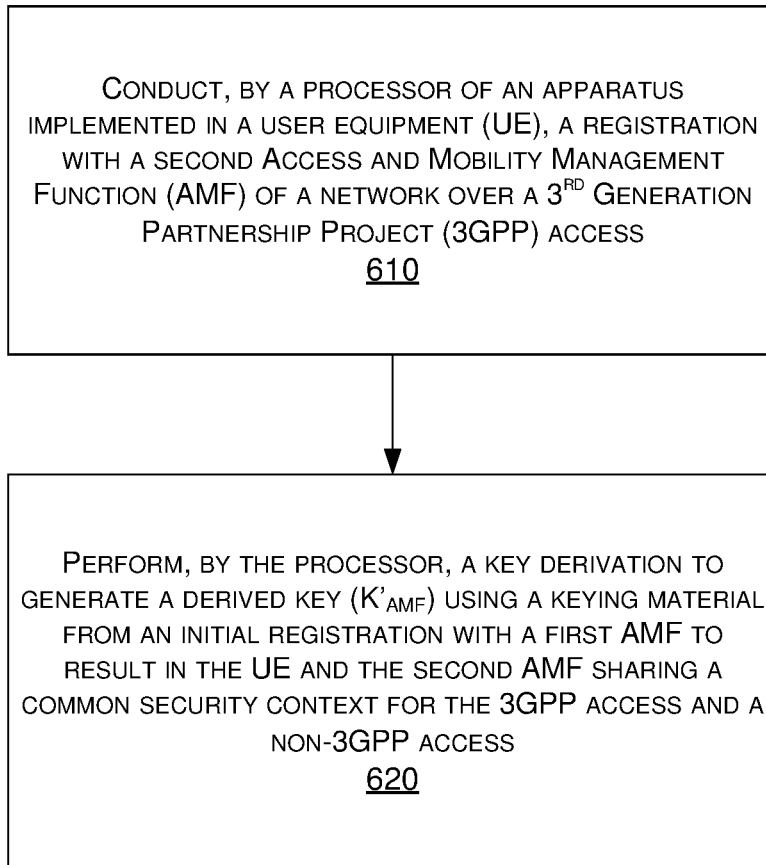 CONDUCT, BY A PROCESSOR OF AN APPARATUS
IMPLEMENTED IN A USER EQUIPMENT (UE), A REGISTRATION
WITH A SECOND ACCESS AND MOBILITY MANAGEMENT
FUNCTION (AMF) OF A NETWORK OVER A 3RD GENERATION
PARTNERSHIP PROJECT (3GPP) ACCESS
610
PERFORM, BY THE PROCESSOR, A KEY DERIVATION TO
GENERATE A DERIVED KEY (K'AMF) USING A KEYING MATERIAL
FROM AN INITIAL REGISTRATION WITH A FIRST AMF TO
RESULT IN THE UE AND THE SECOND AMF SHARING A
COMMON SECURITY CONTEXT FOR THE 3GPP ACCESS AND A
NON-3GPP ACCESS
620